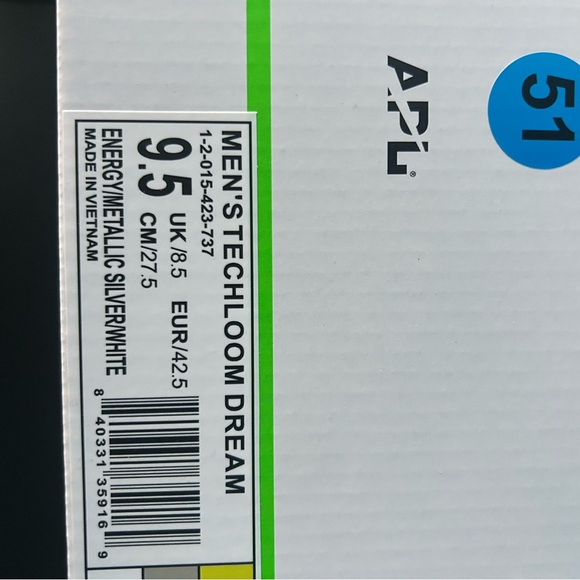 51
APL®
MEN'S TECHLOOM DREAM
1-2-015-423-737
9.5 UK/8.5 EUR/42.5
CM/27.5
ENERGY/METALLIC SILVER/WHITE
MADE IN VIETNAM
8 40331 35916 9